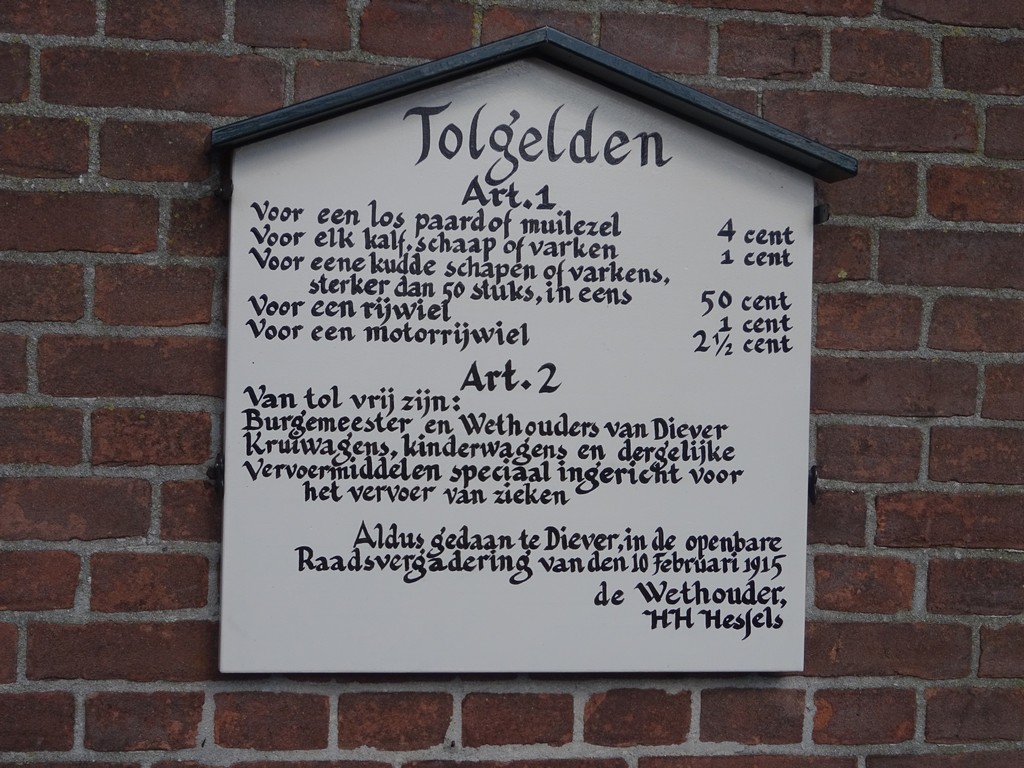 Tolgelden
Art. 1
Voor een los paard of muilezel 4 cent
Voor elk kalf, schaap of varken 1 cent
Voor eene kudde schapen of varkens,
sterker dan 50 stuks, in eens 50 cent
Voor een rijwiel 1 cent
Voor een motorrijwiel 2½ cent
Art. 2
Van tol vrij zijn:
Burgemeester en Wethouders van Diever
Kruiwagens, kinderwagens en dergelijke
Vervoermiddelen speciaal ingericht voor
het vervoer van zieken
Aldus gedaan te Diever, in de openbare
Raadsvergadering van den 10 Februari 1915
de Wethouder,
HH Hessels